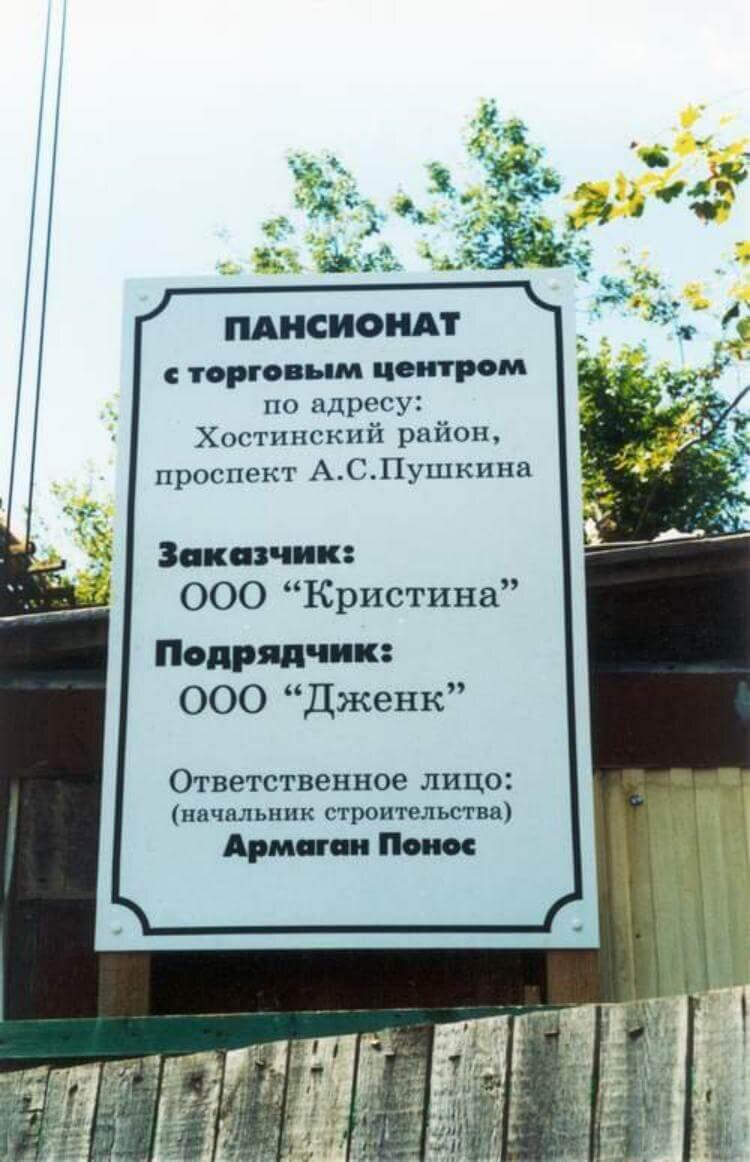 ПАНСИОНАТ
с торговым центром
по адресу:
Хостинский район,
проспект А.С.Пушкина
Заказчик:
ООО “Кристина”
Подрядчик:
ООО “Дженк”
Ответственное лицо:
(начальник строительства)
Армаган Понос